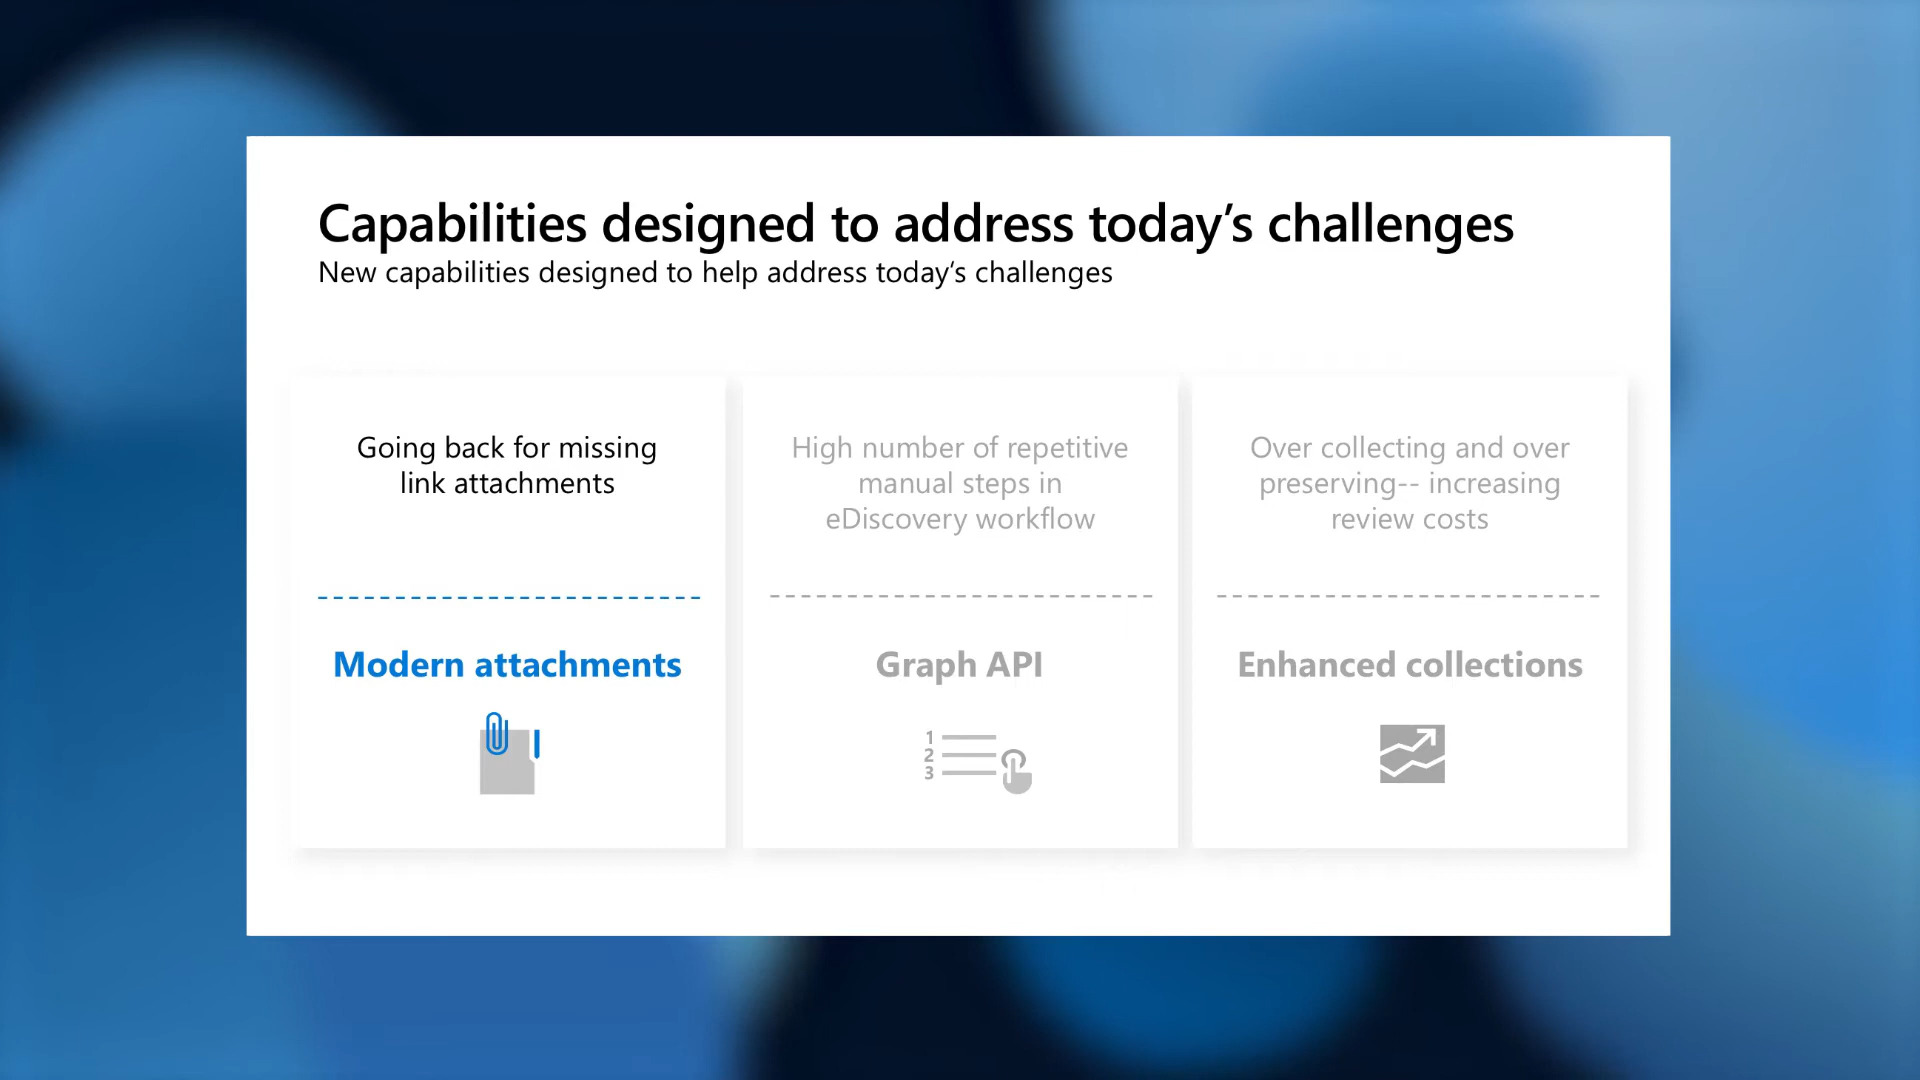 Capabilities designed to address today’s challenges
New capabilities designed to help address today’s challenges
Going back for missing
link attachments
Modern attachments
High number of repetitive
manual steps in
eDiscovery workflow
Graph API
1
2
3
Over collecting and over
preserving-- increasing
review costs
Enhanced collections